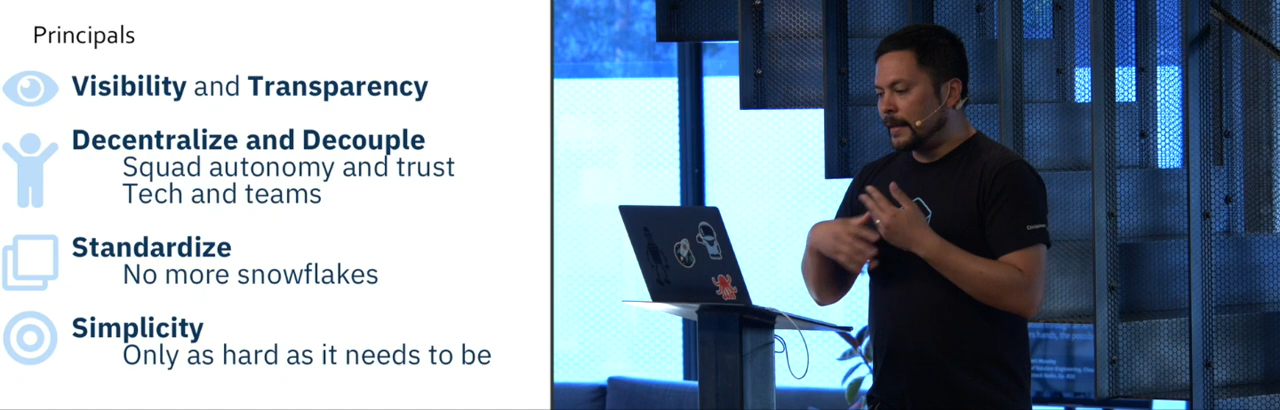 Principals
Visibility and Transparency
Decentralize and Decouple
Squad autonomy and trust
Tech and teams
Standardize
No more snowflakes
Simplicity
Only as hard as it needs to be